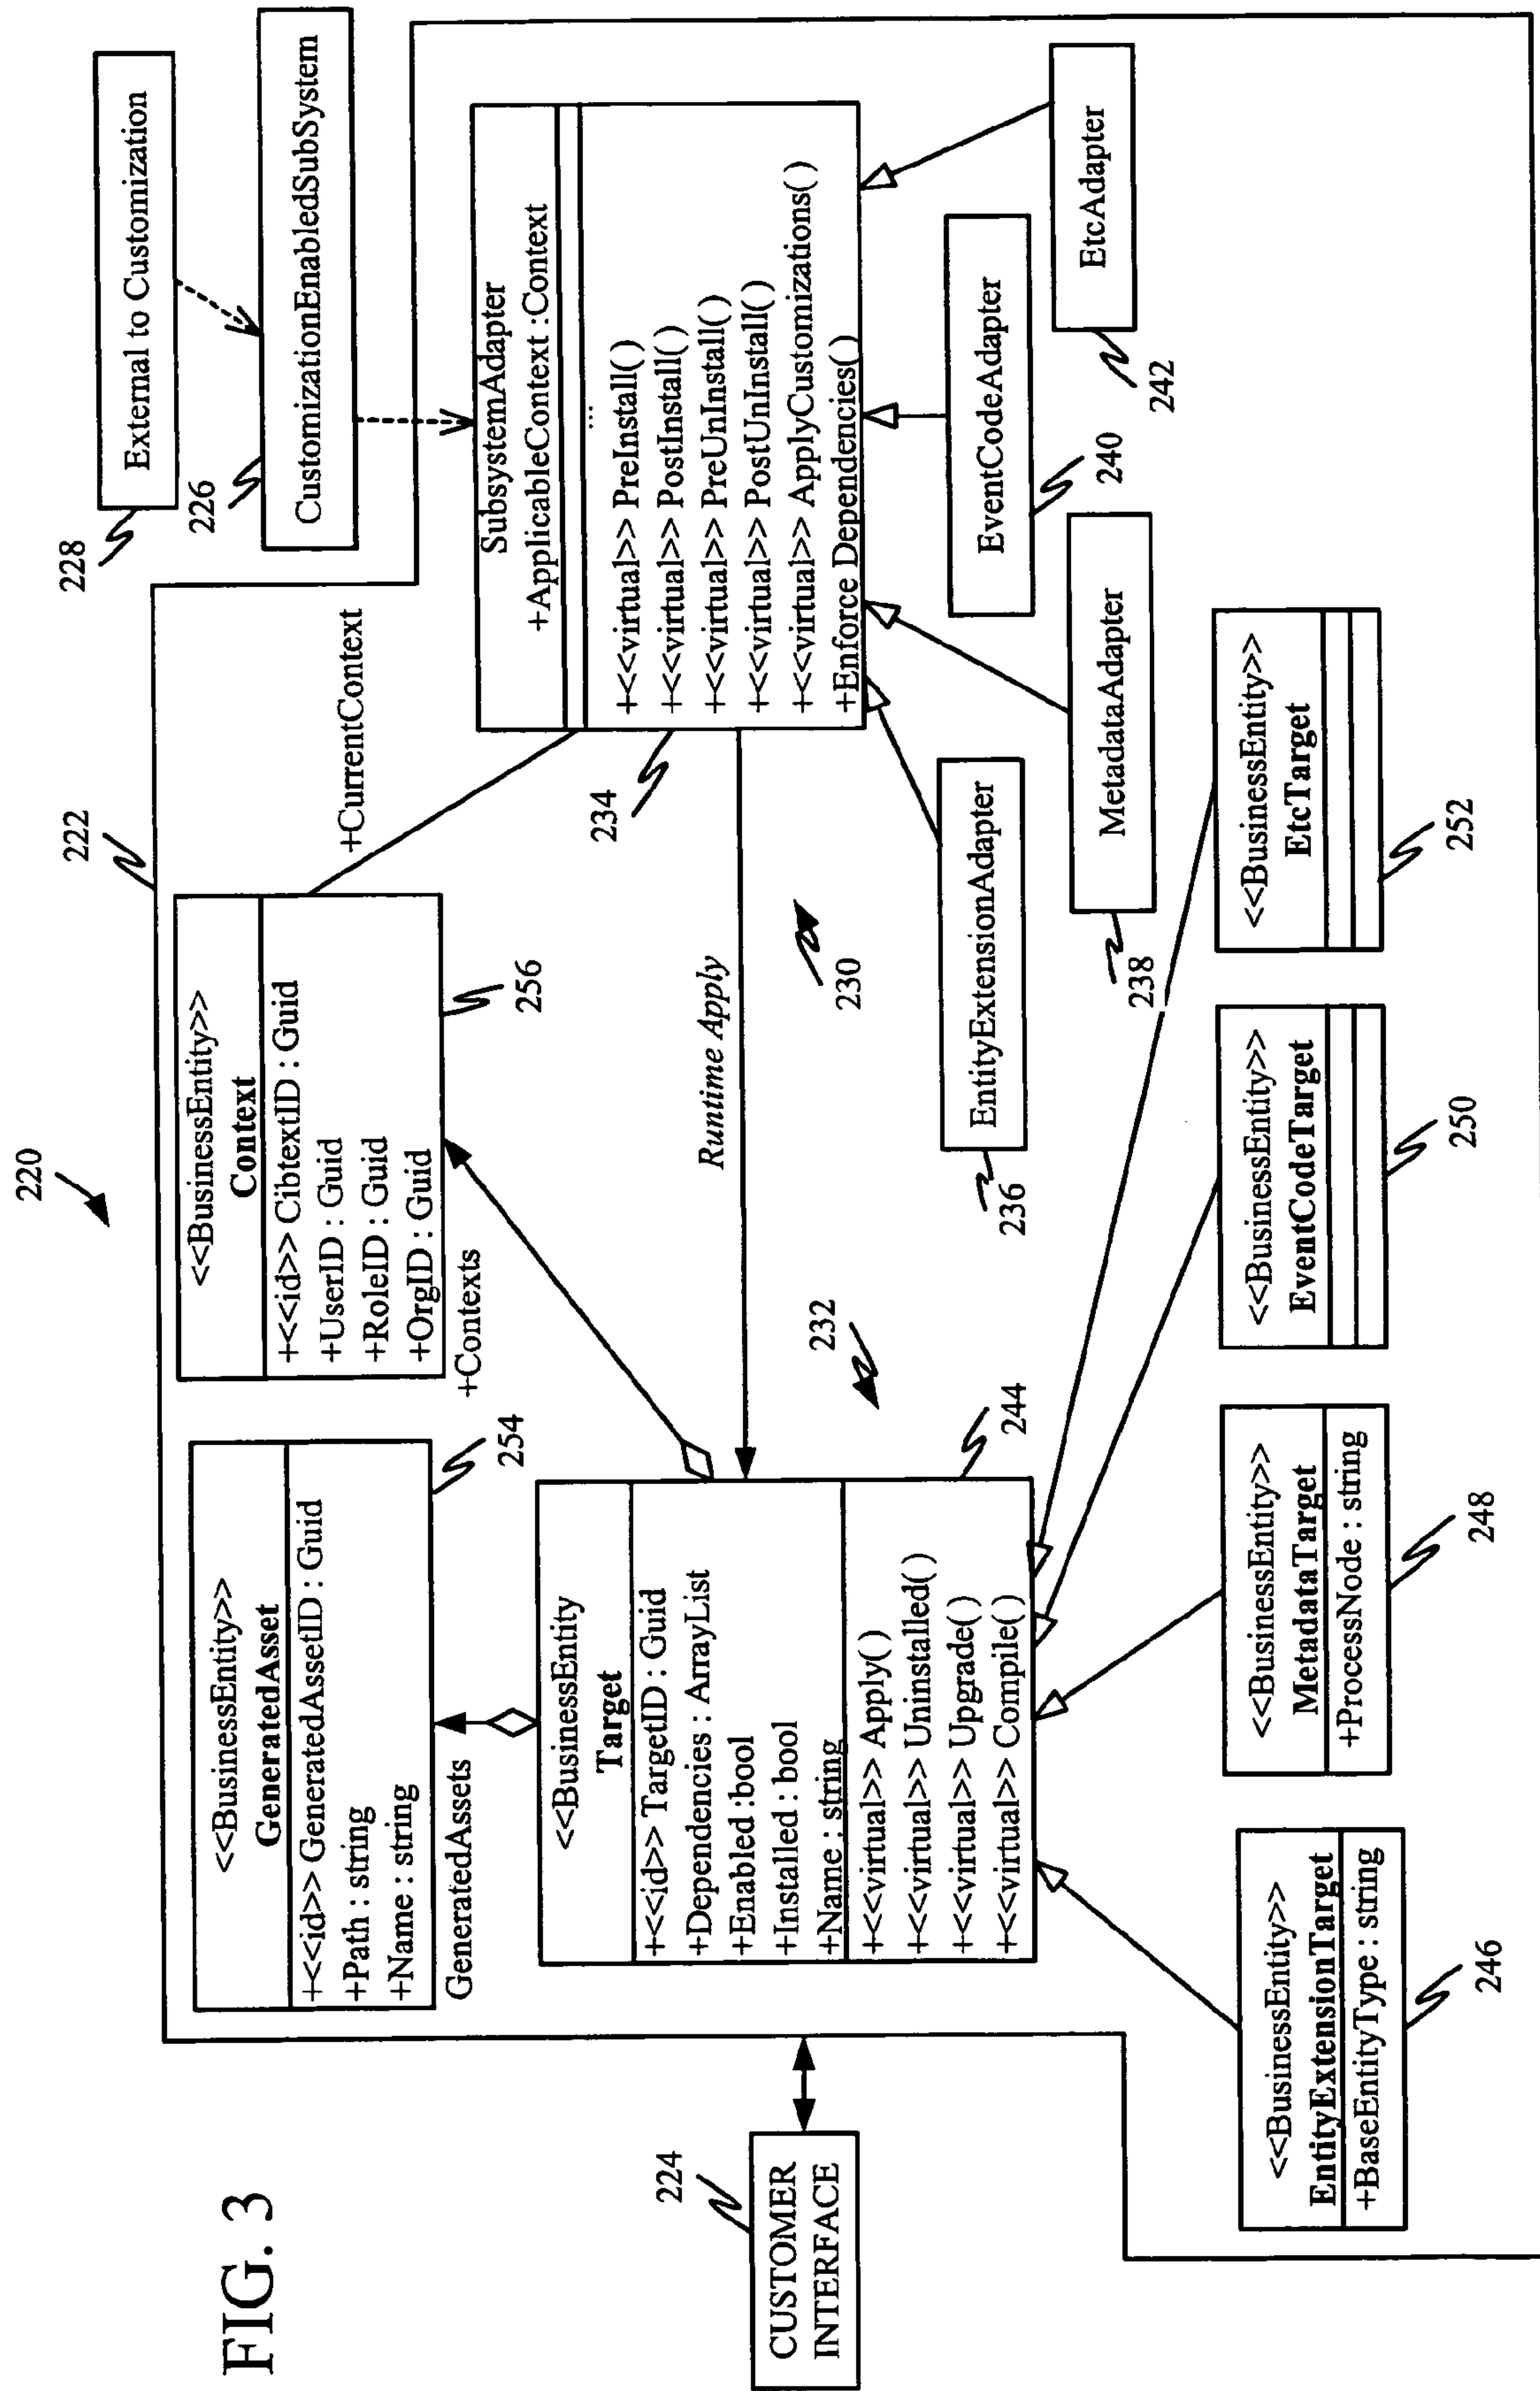 FIG. 3
220
222
224
CUSTOMER
INTERFACE
228
External to Customization
226
CustomizationEnabledSubSystem
<<BusinessEntity>>
GeneratedAsset
+<<id>> GeneratedAssetID : Guid
+Path : string
+Name : string
254
GeneratedAssets
<<BusinessEntity>>
Context
+<<id>> CibtextID : Guid
+UserID : Guid
+RoleID : Guid
+OrgID : Guid
256
+Contexts
+CurrentContext
SubsystemAdapter
+ApplicableContext :Context
...
+<<virtual>> PreInstall( )
+<<virtual>> PostInstall( )
+<<virtual>> PreUnInstall( )
+<<virtual>> PostUnInstall( )
+<<virtual>> ApplyCustomizations( )
+Enforce Dependencies( )
234
Runtime Apply
230
232
<<BusinessEntity
Target
+<<id>> TargetID : Guid
+Dependencies : ArrayList
+Enabled :bool
+Installed : bool
+Name : string
+<<virtual>> Apply( )
+<<virtual>> Uninstalled( )
+<<virtual>> Upgrade( )
+<<virtual>> Compile( )
244
EntityExtensionAdapter
236
MetadataAdapter
238
EventCodeAdapter
240
EtcAdapter
242
<<BusinessEntity>>
EntityExtensionTarget
+BaseEntityType : string
246
<<BusinessEntity>>
MetadataTarget
+ProcessNode : string
248
<<BusinessEntity>>
EventCodeTarget
250
<<BusinessEntity>>
EtcTarget
252